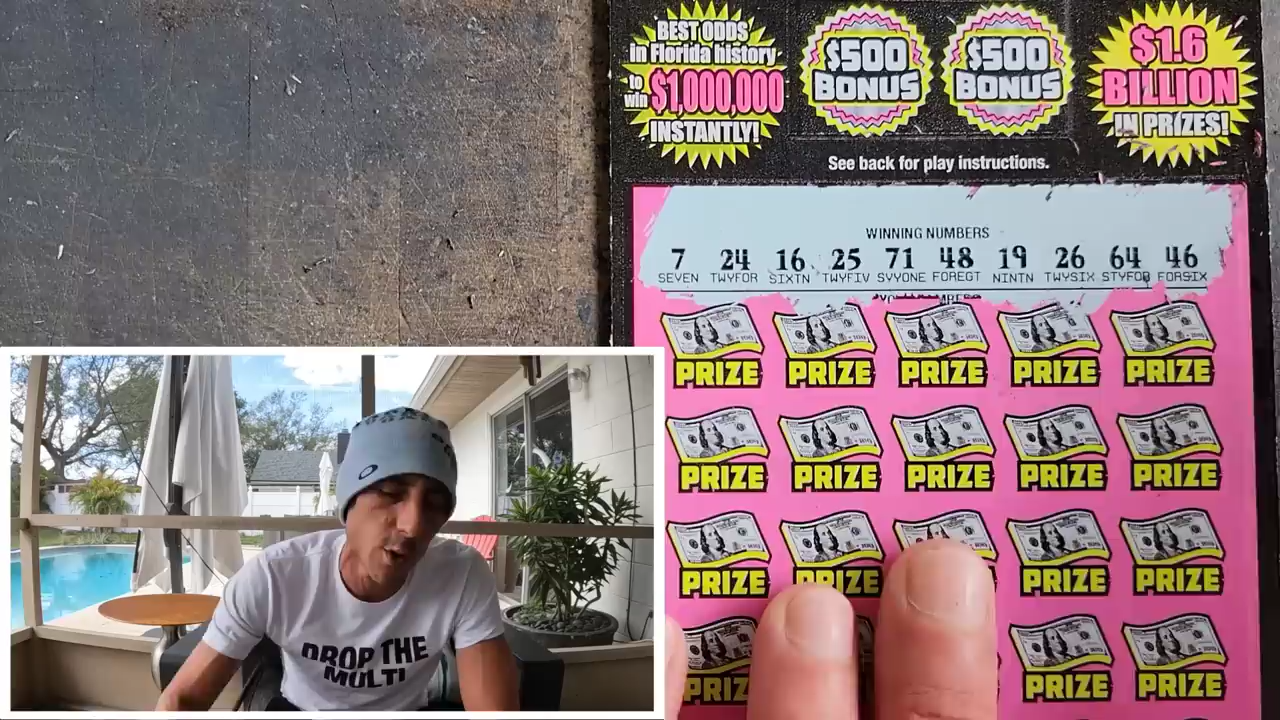 BEST ODDS
in Florida history
to win $1,000,000
INSTANTLY!
$500
BONUS
$500
BONUS
$1.6
BILLION
IN PRIZES!
See back for play instructions.
WINNING NUMBERS
7 24 16 25 71 48 19 26 64 46
SEVEN TWYFOR SIXTN TWYFIV SVYONE FOREGT NINTN TWYSIX STYFOR FORSIX
PRIZE PRIZE PRIZE PRIZE PRIZE
PRIZE PRIZE PRIZE PRIZE PRIZE
PRIZE PRIZE PRIZE PRIZE
PRIZE PRIZE
DROP THE
MULTI